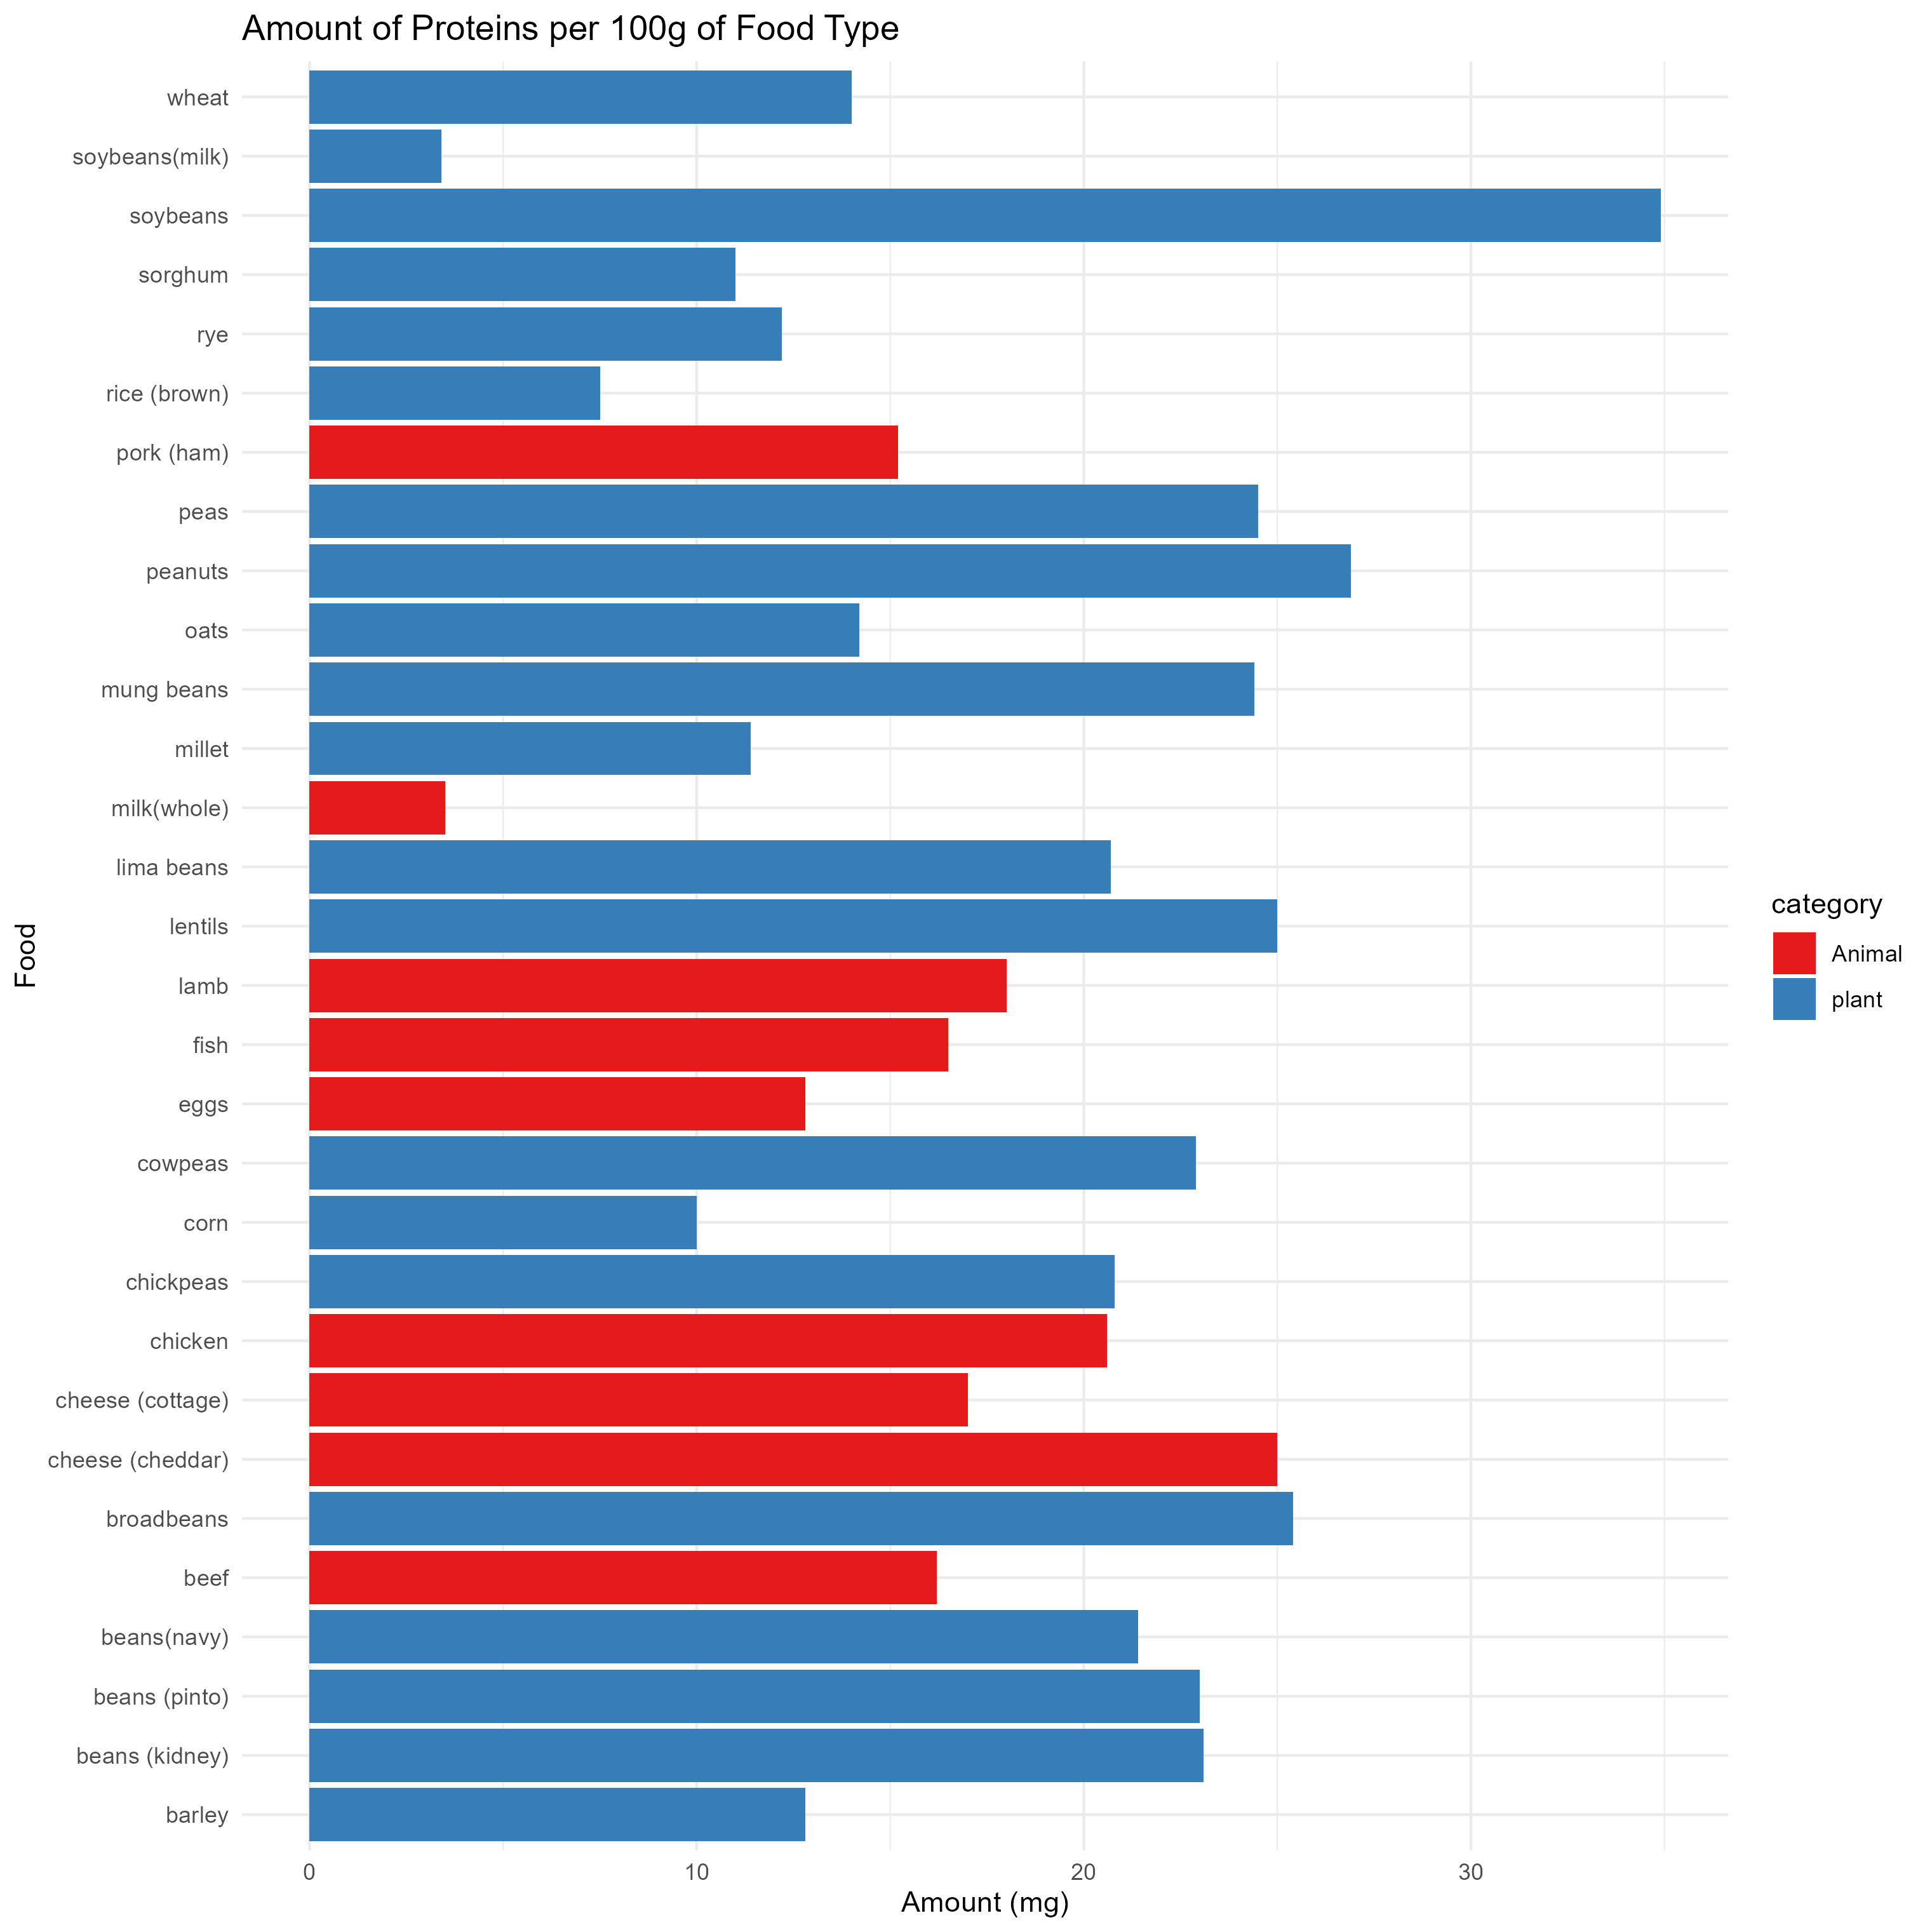 Amount of Proteins per 100g of Food Type
wheat
soybeans(milk)
soybeans
sorghum
rye
rice (brown)
pork (ham)
peas
peanuts
oats
mung beans
millet
milk(whole)
lima beans
lentils
lamb
fish
eggs
cowpeas
corn
chickpeas
chicken
cheese (cottage)
cheese (cheddar)
broadbeans
beef
beans(navy)
beans (pinto)
beans (kidney)
barley
Food
0 10 20 30
Amount (mg)
category
Animal
plant